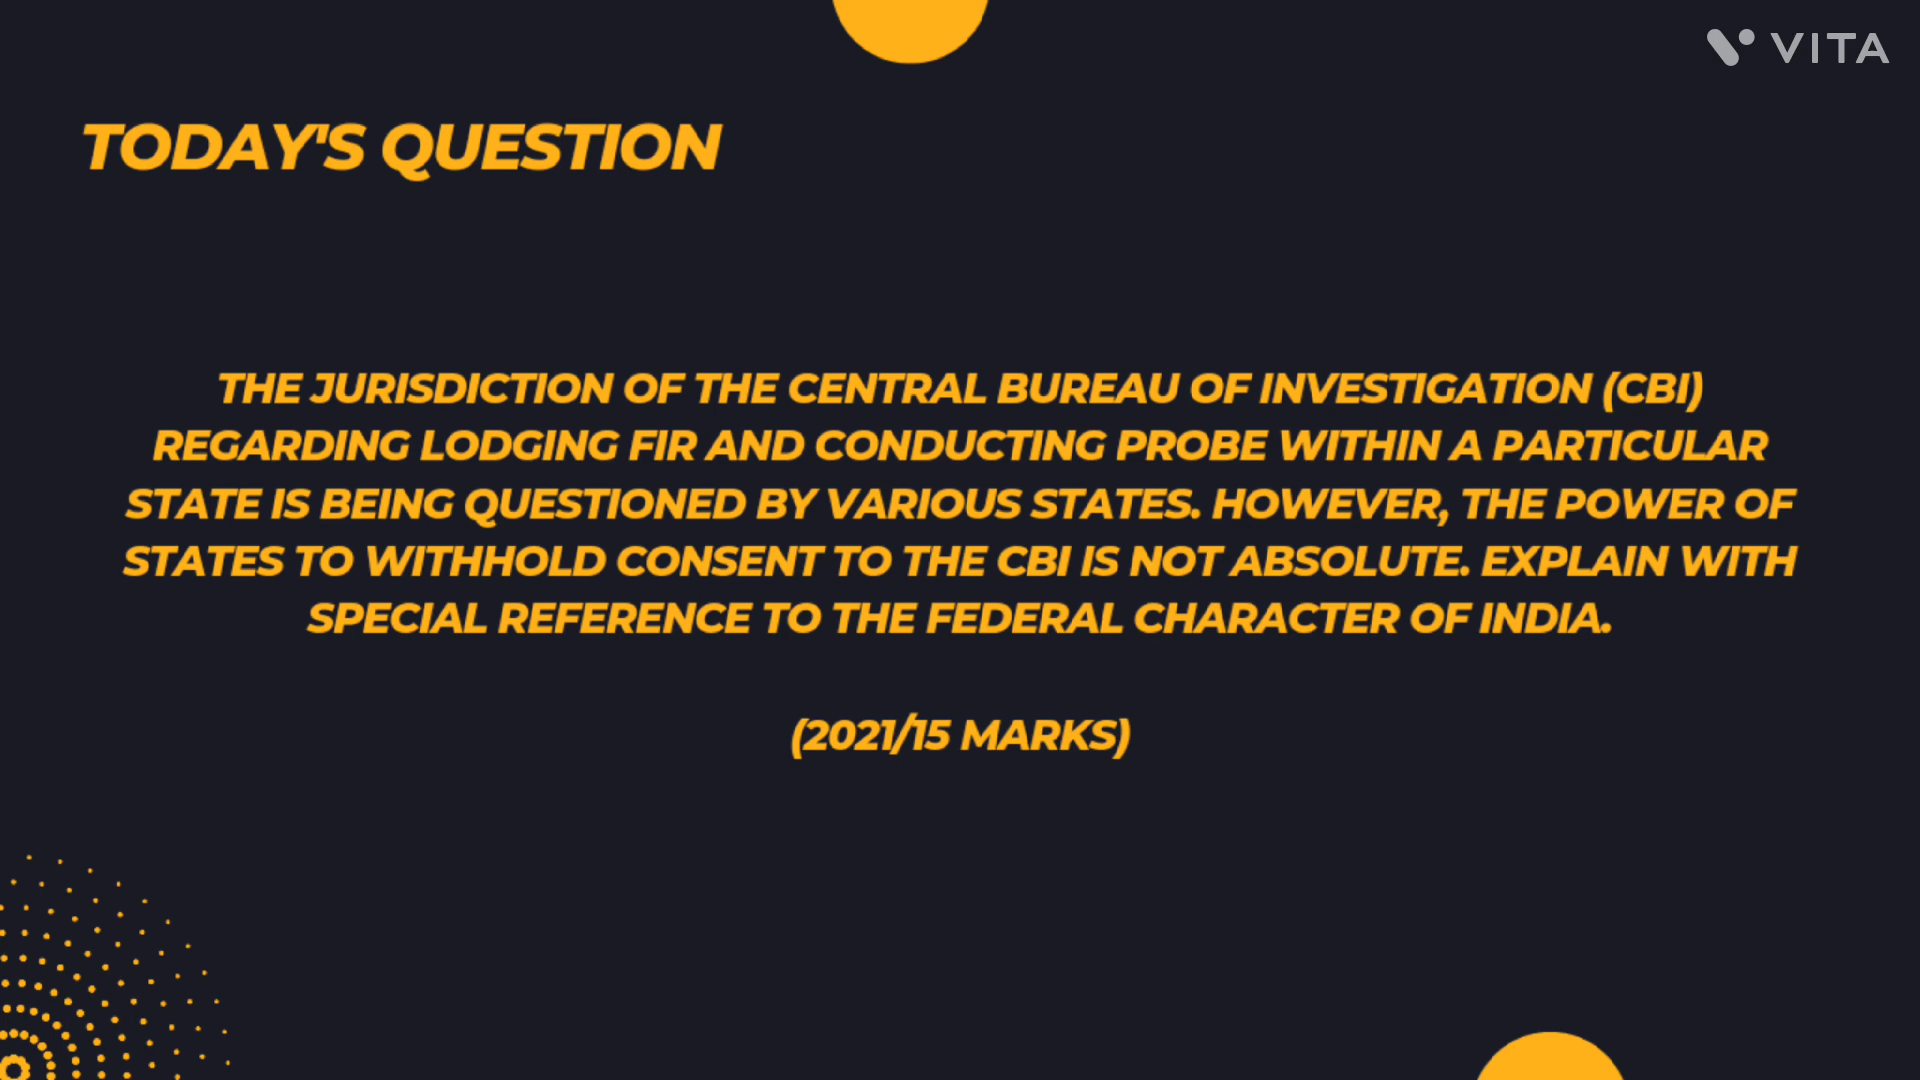 VITA
TODAY'S QUESTION
THE JURISDICTION OF THE CENTRAL BUREAU OF INVESTIGATION (CBI)
REGARDING LODGING FIR AND CONDUCTING PROBE WITHIN A PARTICULAR
STATE IS BEING QUESTIONED BY VARIOUS STATES. HOWEVER, THE POWER OF
STATES TO WITHHOLD CONSENT TO THE CBI IS NOT ABSOLUTE. EXPLAIN WITH
SPECIAL REFERENCE TO THE FEDERAL CHARACTER OF INDIA.
(2021/15 MARKS)